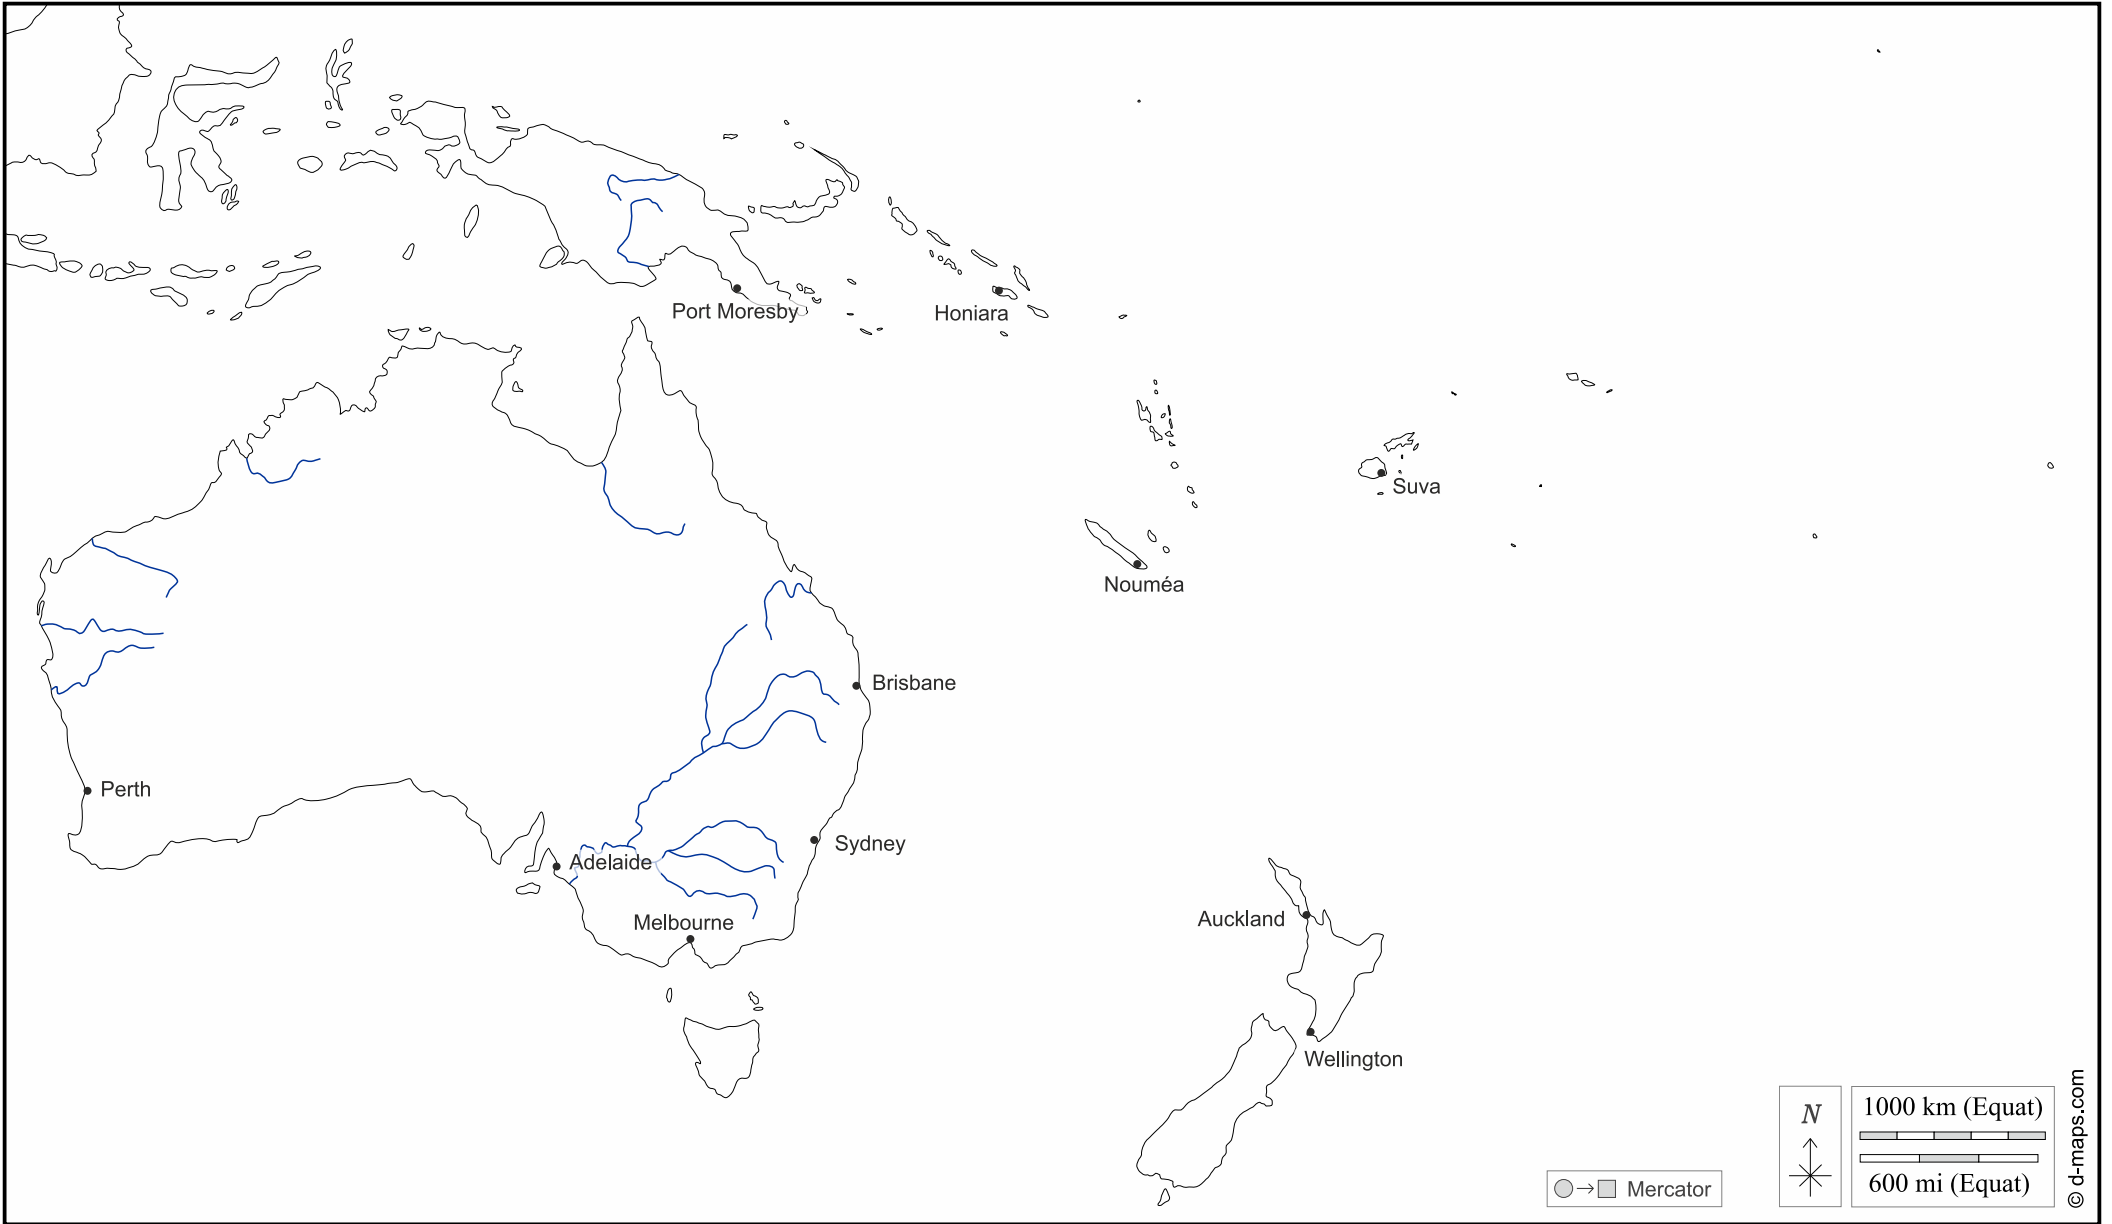 Port Moresby
Honiara
Suva
Nouméa
Brisbane
Perth
Sydney
Adelaide
Melbourne
Auckland
Wellington
N
1000 km (Equat)
600 mi (Equat)
Mercator
© d-maps.com